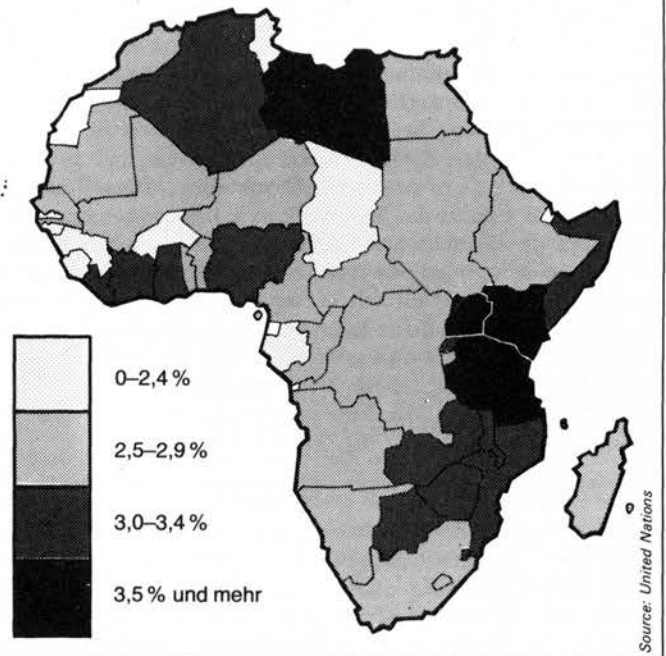 0–2,4 %
2,5–2,9 %
3,0–3,4 %
3,5 % und mehr
Source: United Nations